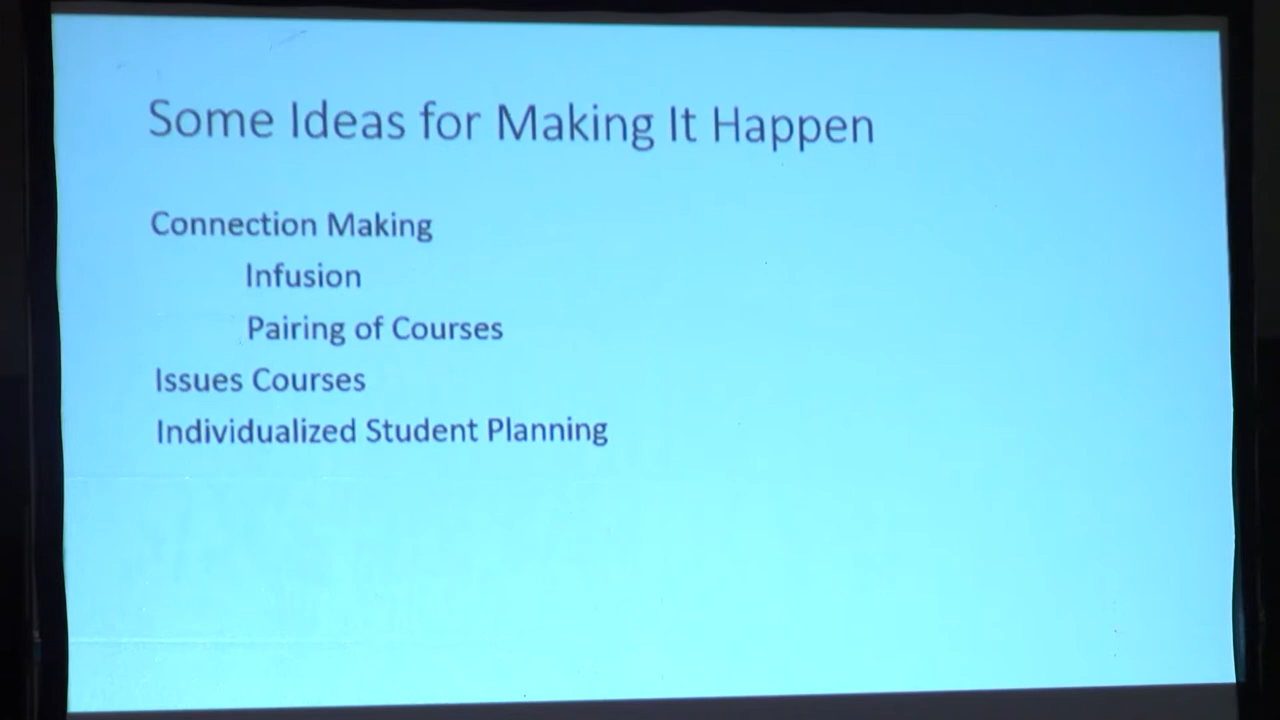 Some Ideas for Making It Happen
Connection Making
Infusion
Pairing of Courses
Issues Courses
Individualized Student Planning